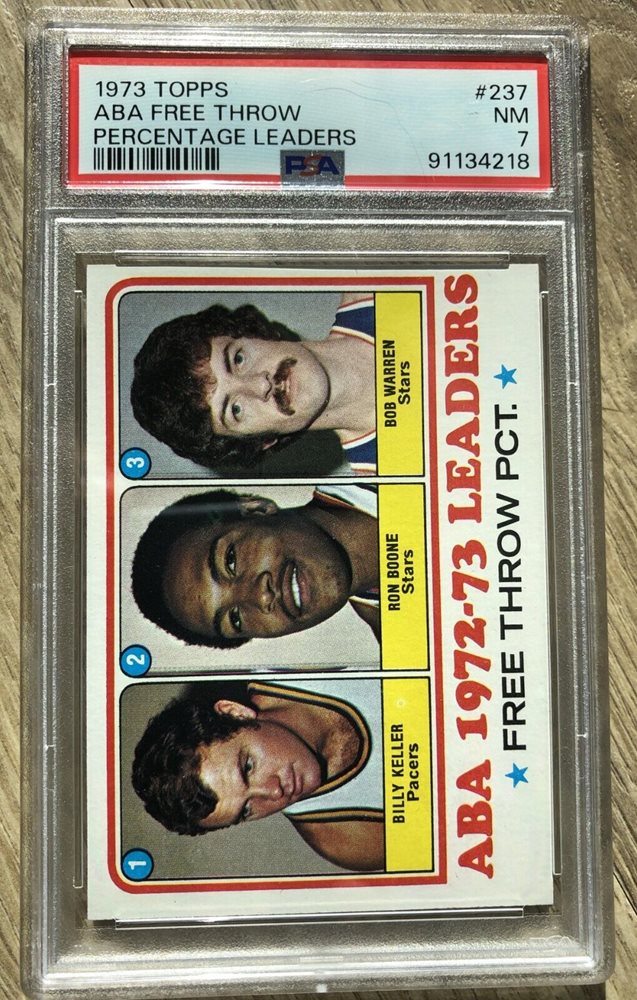 1973 TOPPS #237
ABA FREE THROW NM
PERCENTAGE LEADERS 7
PSA 91134218
1
BILLY KELLER
Pacers
2
RON BOONE
Stars
3
BOB WARREN
Stars
ABA 1972-73 LEADERS
★ FREE THROW PCT. ★